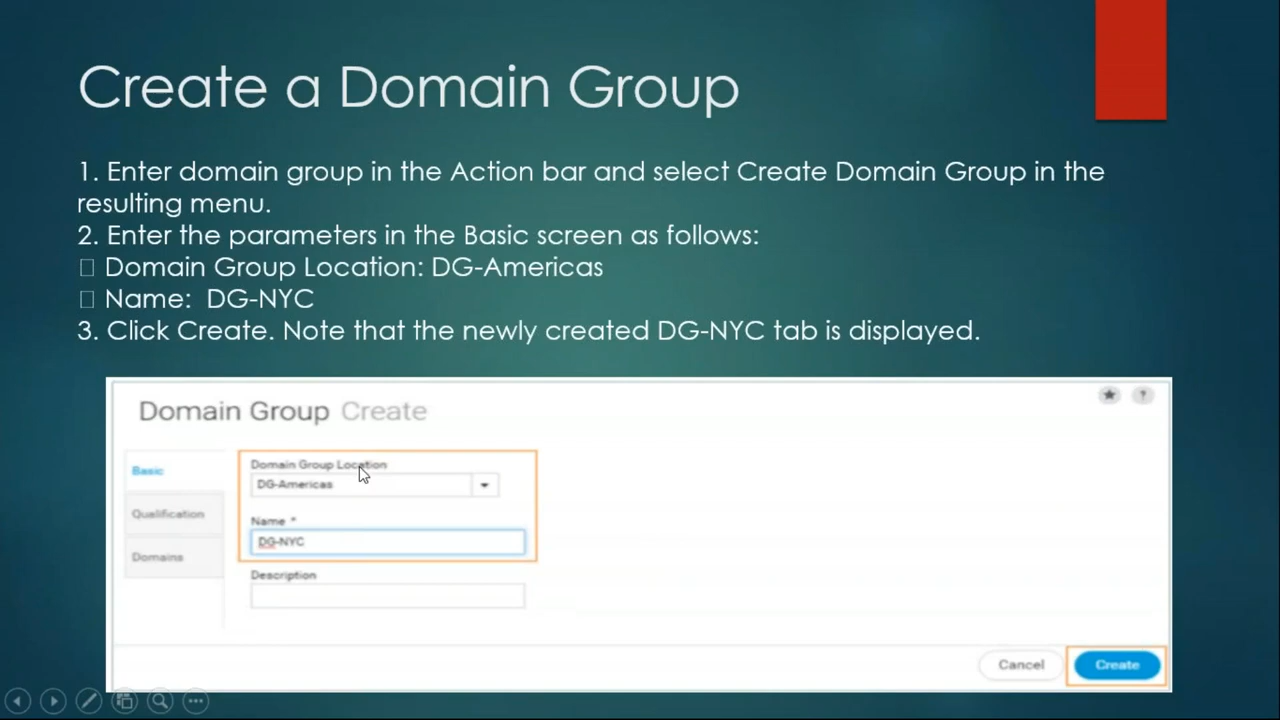 Create a Domain Group
1. Enter domain group in the Action bar and select Create Domain Group in the
resulting menu.
2. Enter the parameters in the Basic screen as follows:
Domain Group Location: DG-Americas
Name: DG-NYC
3. Click Create. Note that the newly created DG-NYC tab is displayed.
Domain Group Create
Basic
Qualification
Domains
Domain Group Location
DG-Americas
Name *
DG-NYC
Description
Cancel
Create